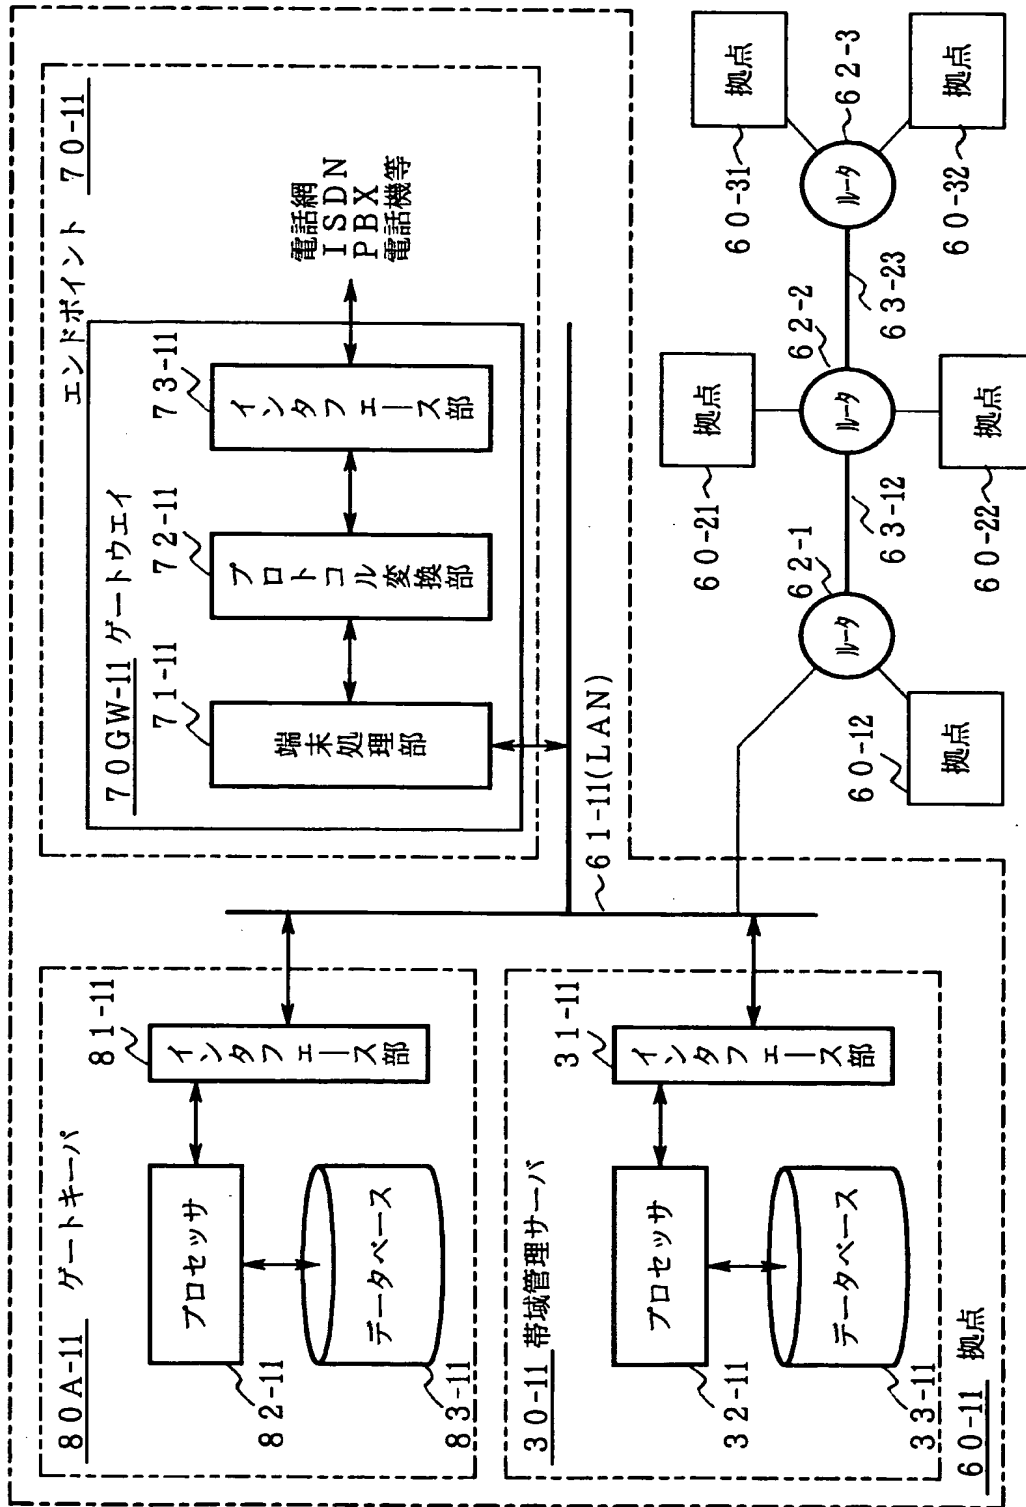 80A-11 ゲートキーパ
82-11
プロセッサ
83-11
データベース
81-11
インタフェース部
30-11 帯域管理サーバ
32-11
プロセッサ
33-11
データベース
31-11
インタフェース部
60-11 拠点
61-11(LAN)
エンドポイント 70-11
70GW-11 ゲートウエイ
71-11
端末処理部
72-11
プロトコル変換部
73-11
インタフェース部
電話網
ISDN
PBX
電話機等
60-12
拠点
62-1
ルータ
63-12
60-21
拠点
60-22
拠点
62-2
ルータ
63-23
60-31
拠点
60-32
拠点
62-3
ルータ